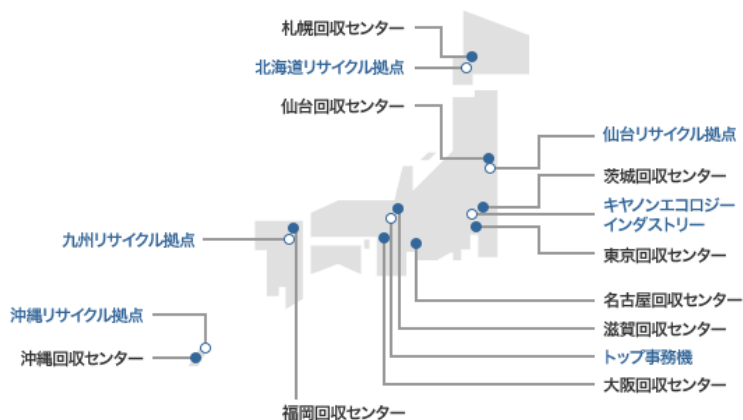 札幌回収センター
北海道リサイクル拠点
仙台回収センター
仙台リサイクル拠点
茨城回収センター
キヤノンエコロジー
インダストリー
九州リサイクル拠点
東京回収センター
名古屋回収センター
沖縄リサイクル拠点
滋賀回収センター
沖縄回収センター
トップ事務機
大阪回収センター
福岡回収センター